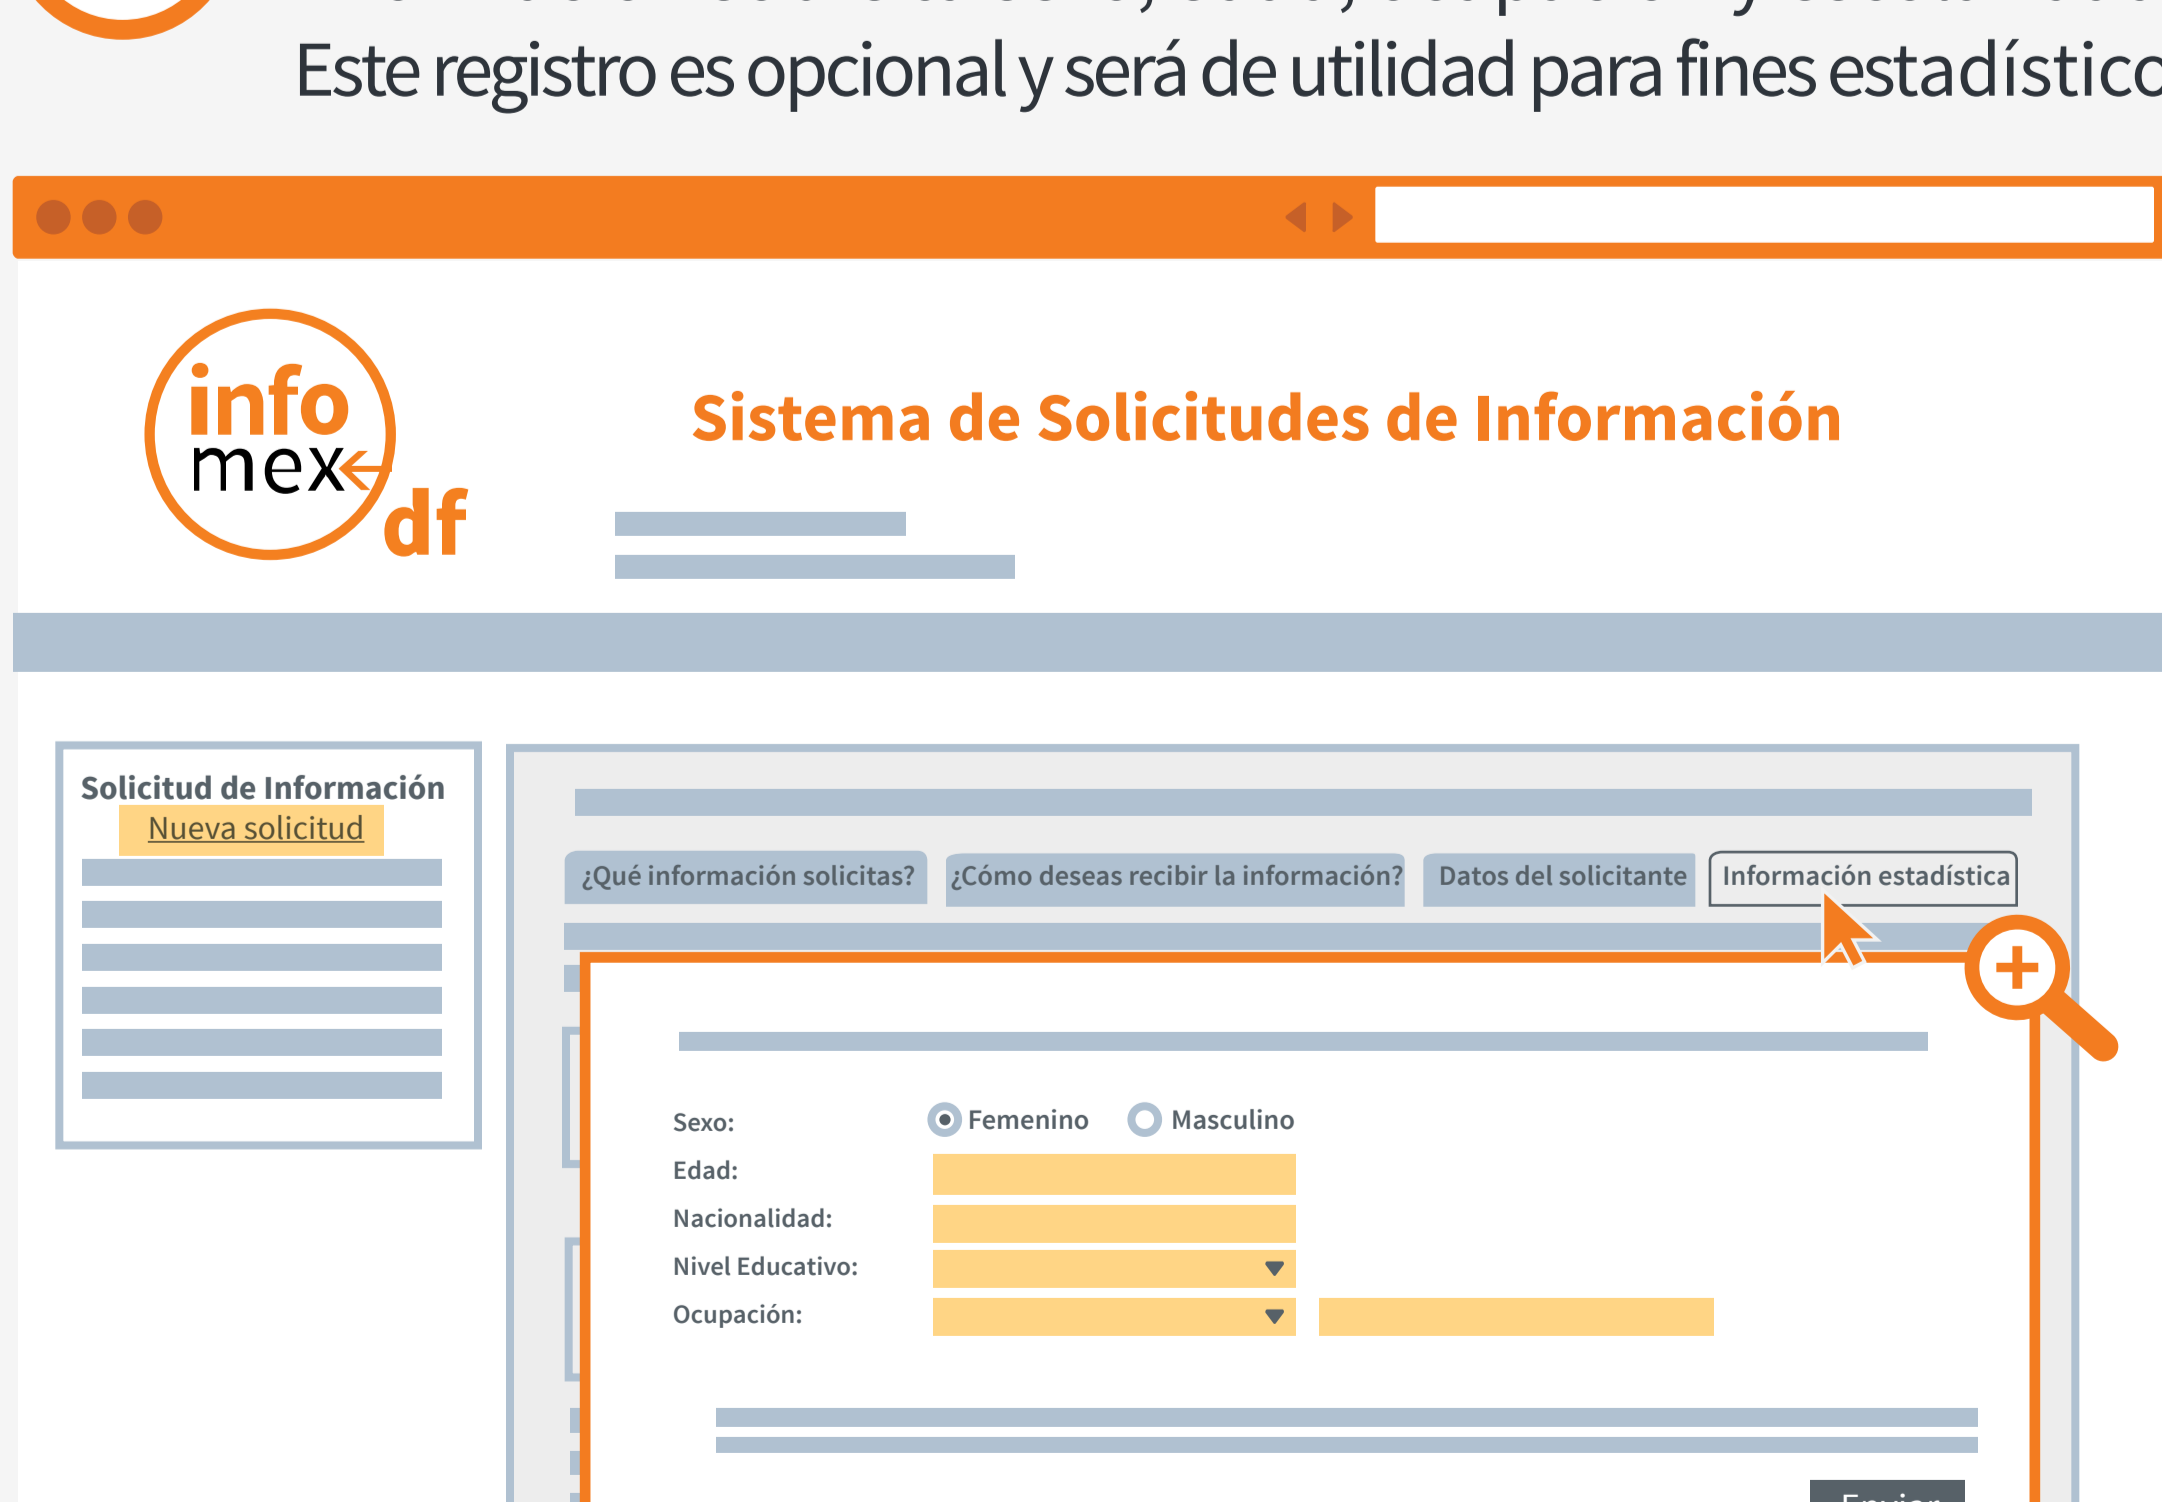 Este registro es opcional y será de utilidad para fines
info
mex
df
Sistema de Solicitudes de Información
Solicitud de Información
Nueva solicitud
¿Qué información solicitas? ¿Cómo deseas recibir la información? Datos del solicitante Información estadística
Sexo: Femenino Masculino
Edad:
Nacionalidad:
Nivel Educativo:
Ocupación:
Enviar